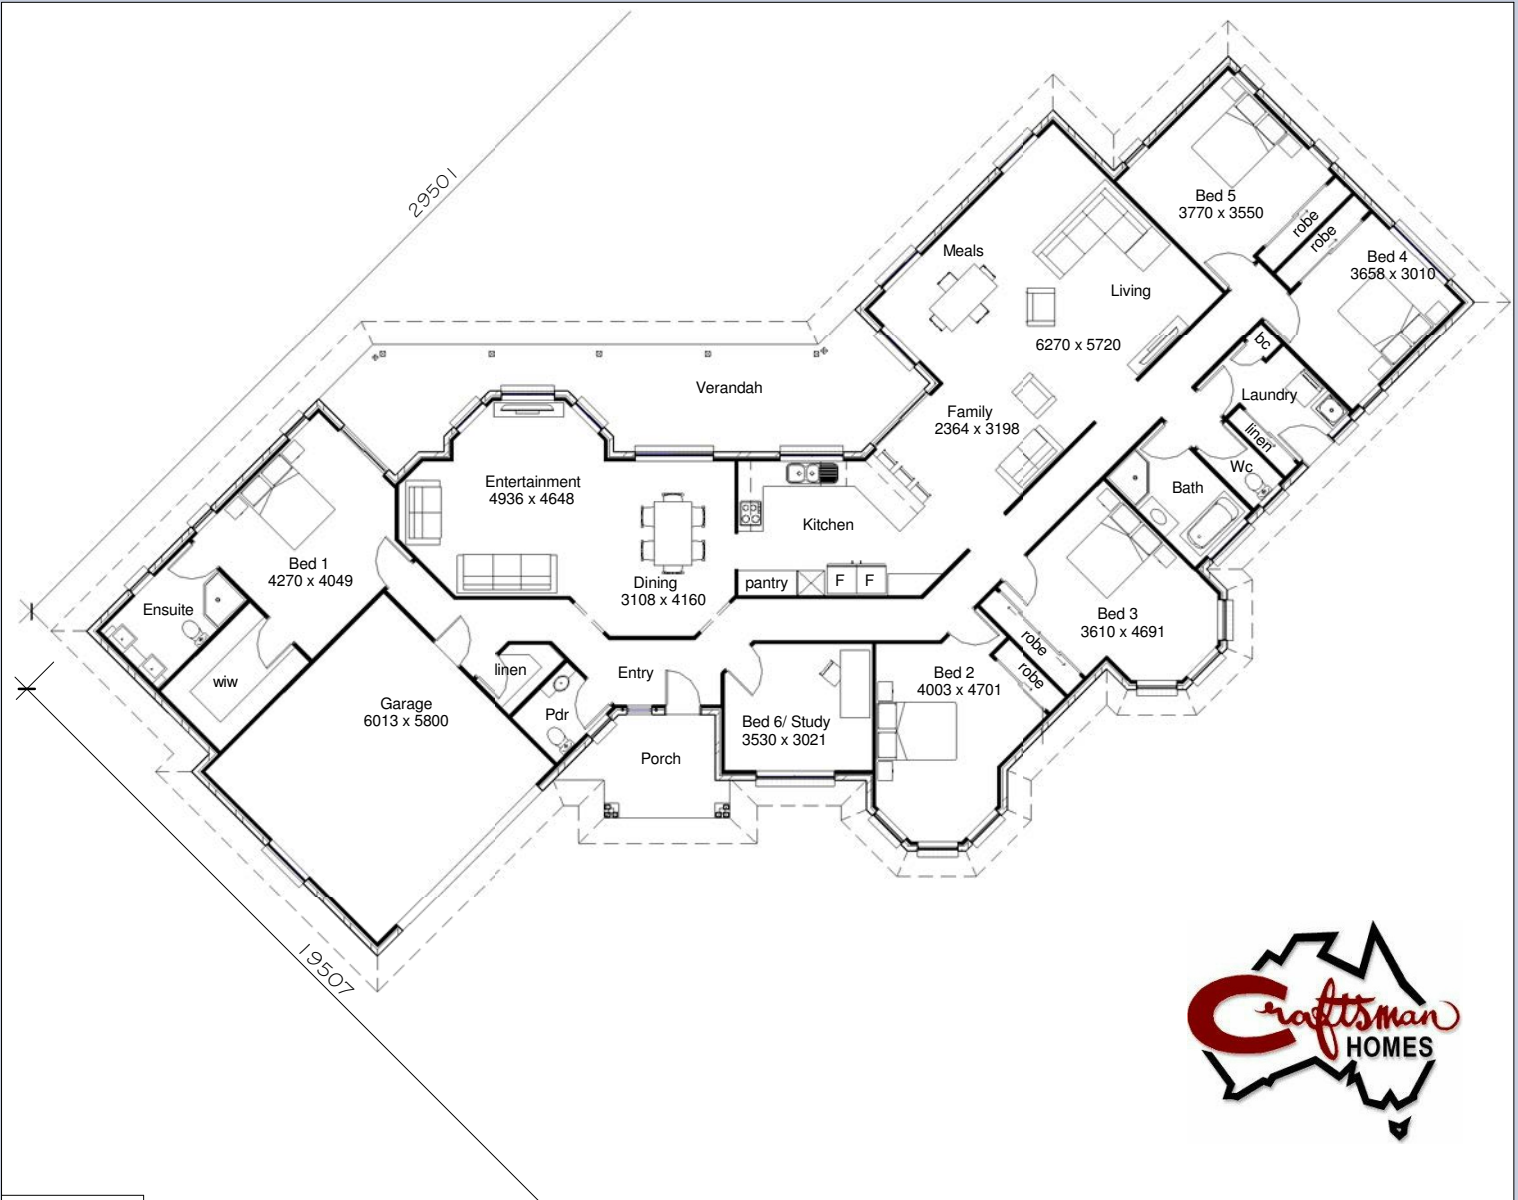 29501
Bed 5
3770 x 3550
robe
robe
Bed 4
3658 x 3010
Meals
Living
6270 x 5720
bc
Laundry
Verandah
Family
2364 x 3198
linen
Wc
Bath
Entertainment
4936 x 4648
Kitchen
Bed 1
4270 x 4049
Dining
3108 x 4160
pantry
F
F
Ensuite
Bed 3
3610 x 4691
robe
robe
linen
Entry
Bed 2
4003 x 4701
wiw
Garage
6013 x 5800
Pdr
Bed 6/ Study
3530 x 3021
Porch
19507
Craftsman
HOMES